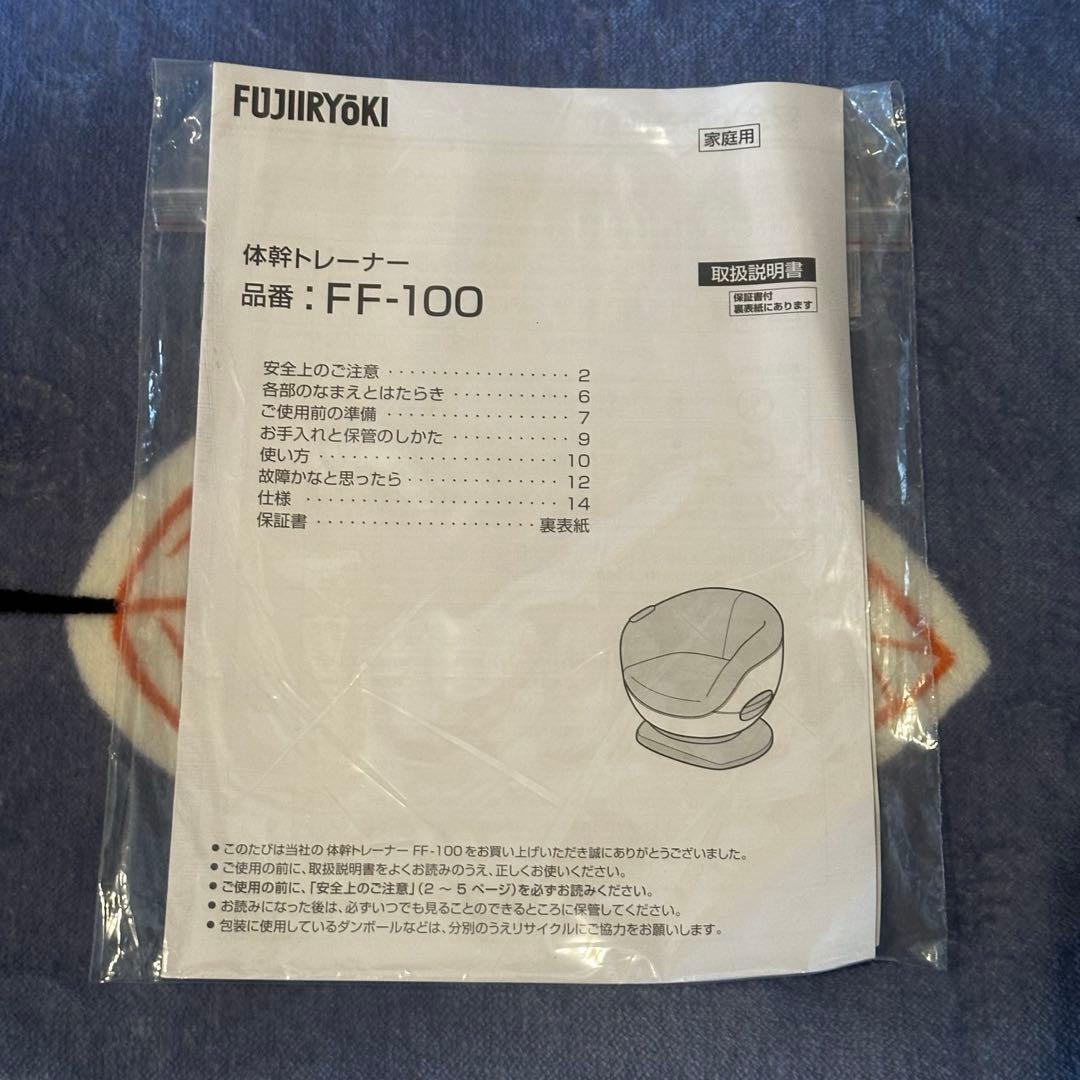 FUJIIRYōKI
家庭用
体幹トレーナー
品番：FF-100
取扱説明書
保証書付
裏表紙にあります
安全上のご注意 ················· 2
各部のなまえとはたらき ··········· 6
ご使用前の準備 ················· 7
お手入れと保管のしかた ··········· 9
使い方 ······················ 10
故障かなと思ったら ·············· 12
仕様 ························ 14
保証書 ···················· 裏表紙
●このたびは当社の 体幹トレーナー FF-100 をお買い上げいただき誠にありがとうございました。
●ご使用の前に、取扱説明書をよくお読みのうえ、正しくお使いください。
●ご使用の前に、「安全上のご注意」（2 ～ 5 ページ）を必ずお読みください。
●お読みになった後は、必ずいつでも見ることのできるところに保管してください。
●包装に使用しているダンボールなどは、分別のうえリサイクルにご協力をお願いします。